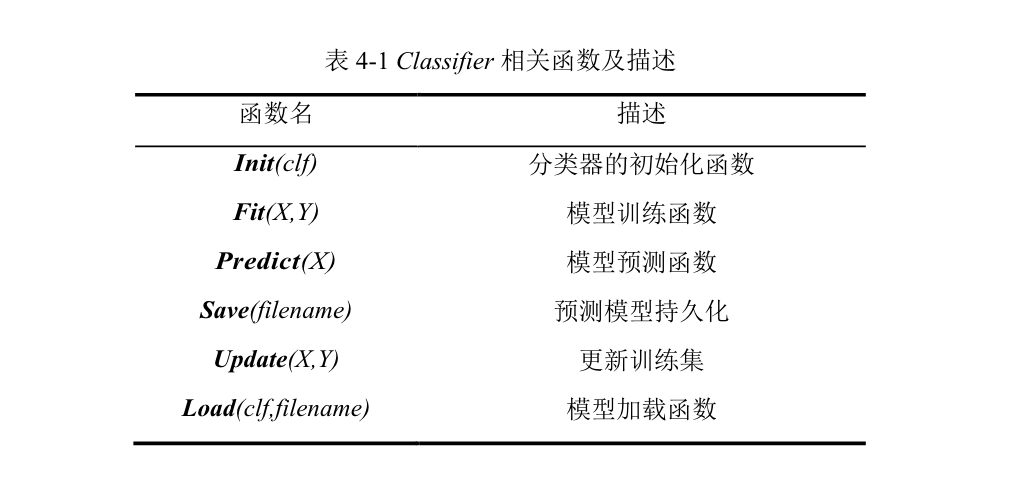 表 4-1 Classifier 相关函数及描述
函数名 描述
Init(clf) 分类器的初始化函数
Fit(X,Y) 模型训练函数
Predict(X) 模型预测函数
Save(filename) 预测模型持久化
Update(X,Y) 更新训练集
Load(clf,filename) 模型加载函数